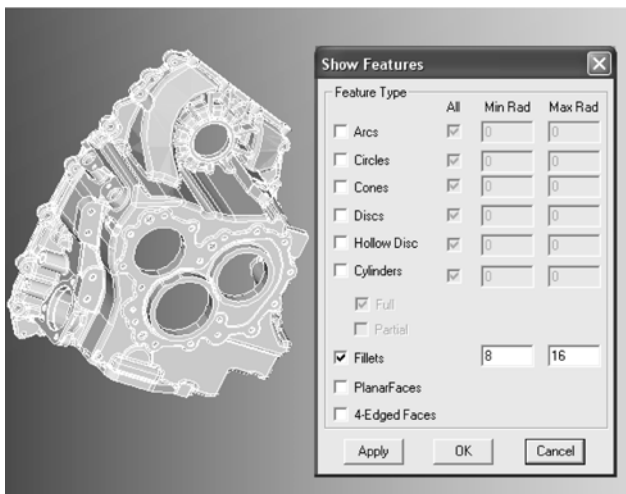 Show Features
Feature Type
All Min Rad Max Rad
Arcs 0 0
Circles 0 0
Cones 0 0
Discs 0 0
Hollow Disc 0 0
Cylinders 0 0
Full
Partial
Fillets 8 16
PlanarFaces
4-Edged Faces
Apply OK Cancel